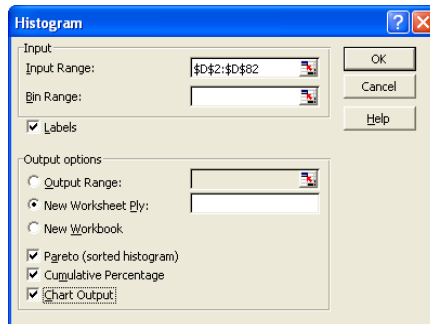 Histogram
Input
Input Range: $D$2:$D$82
Bin Range:
Labels
OK
Cancel
Help
Output options
Output Range:
New Worksheet Ply:
New Workbook
Pareto (sorted histogram)
Cumulative Percentage
Chart Output